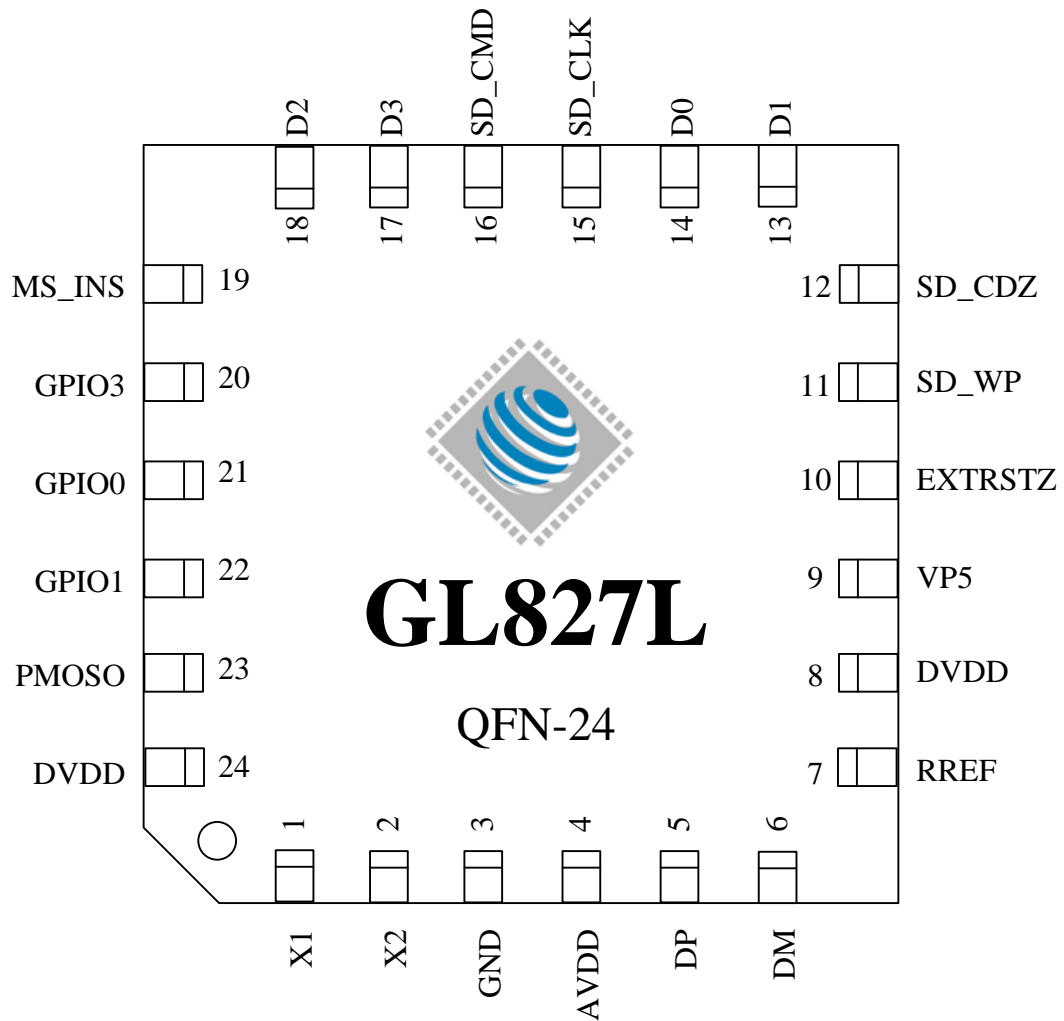 D2 D3 SD_CMD SD_CLK D0 D1
18 17 16 15 14 13
MS_INS 19 12 SD_CDZ
GPIO3 20 11 SD_WP
GPIO0 21 10 EXTRSTZ
GPIO1 22 9 VP5
GL827L
PMOSO 23 8 DVDD
QFN-24
DVDD 24 7 RREF
1 2 3 4 5 6
X1 X2 GND AVDD DP DM